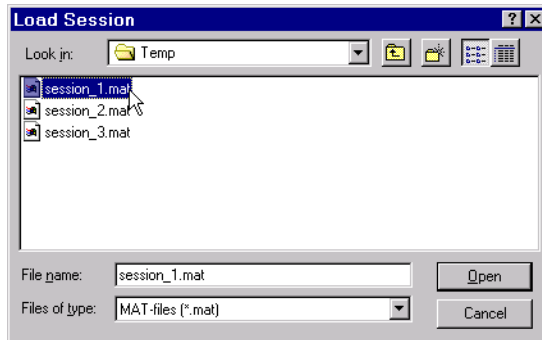 Load Session
Look in: Temp
session_1.mat
session_2.mat
session_3.mat
File name: session_1.mat Open
Files of type: MAT-files (*.mat) Cancel